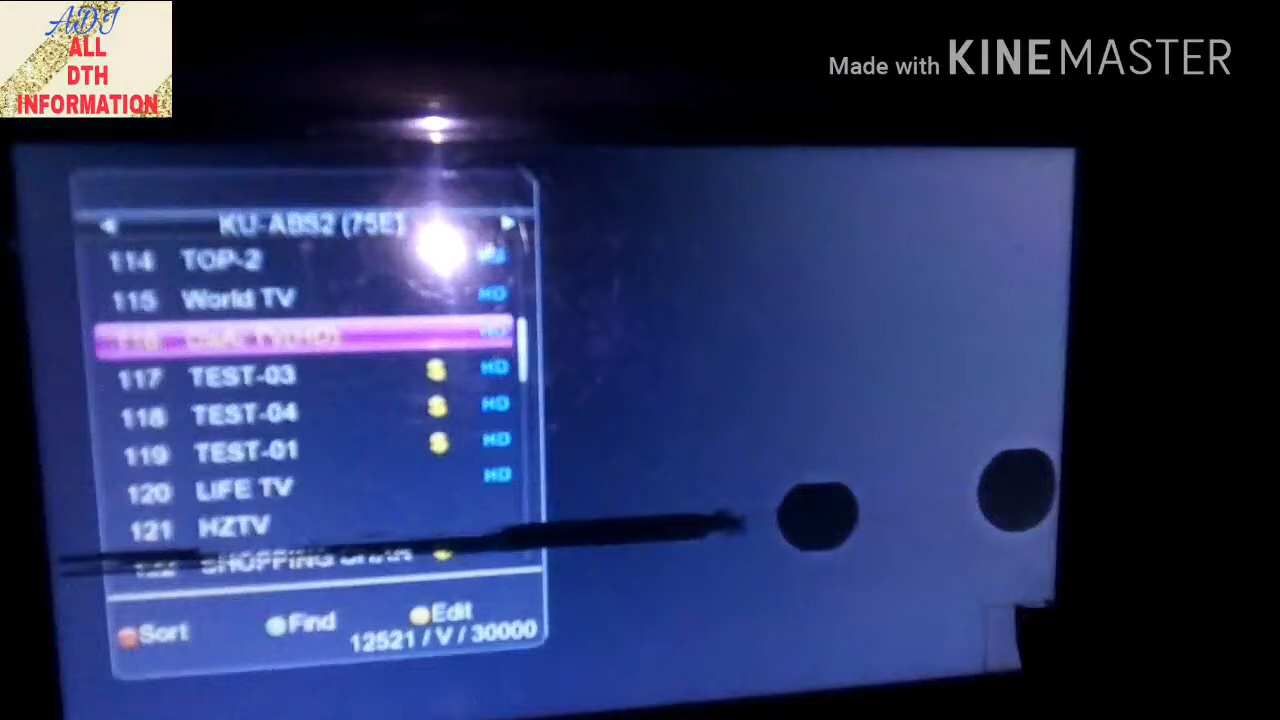 ADI
ALL
DTH
INFORMATION
Made with KINEMASTER
KU-ABS2 (75E)
114 TOP-2 HD
115 World TV HD
HD
117 TEST-03 S HD
118 TEST-04 S HD
119 TEST-01 S HD
120 LIFE TV HD
121 HZTV
122 SHOPPING
Sort Find Edit
12521 / V / 30000